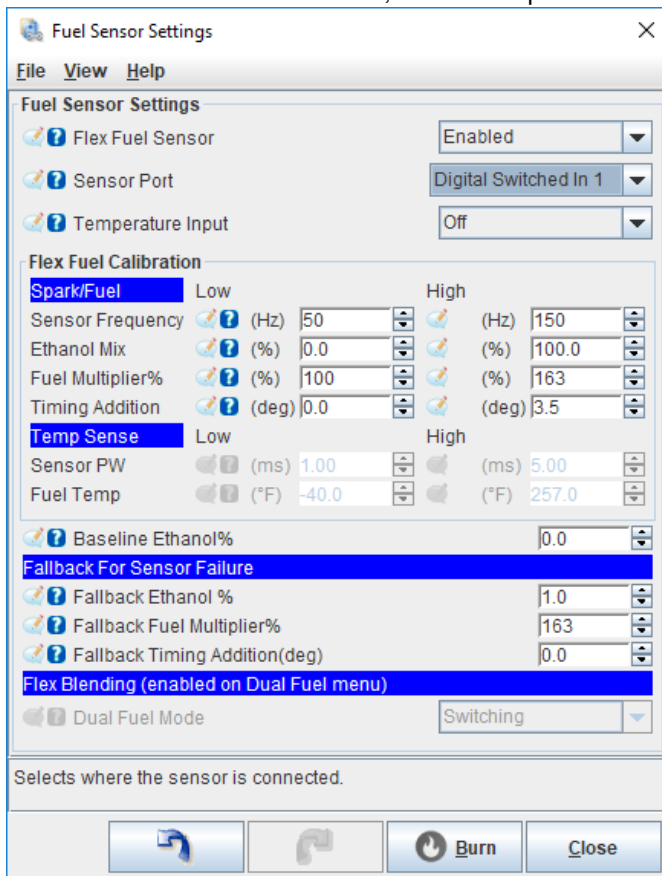 Fuel Sensor Settings
File View Help
Fuel Sensor Settings
Flex Fuel Sensor Enabled
Sensor Port Digital Switched In 1
Temperature Input Off
Flex Fuel Calibration
Spark/Fuel Low High
Sensor Frequency (Hz) 50 (Hz) 150
Ethanol Mix (%) 0.0 (%) 100.0
Fuel Multiplier% (%) 100 (%) 163
Timing Addition (deg) 0.0 (deg) 3.5
Temp Sense Low High
Sensor PW (ms) 1.00 (ms) 5.00
Fuel Temp (°F) -40.0 (°F) 257.0
Baseline Ethanol% 0.0
Fallback For Sensor Failure
Fallback Ethanol % 1.0
Fallback Fuel Multiplier% 163
Fallback Timing Addition(deg) 0.0
Flex Blending (enabled on Dual Fuel menu)
Dual Fuel Mode Switching
Selects where the sensor is connected.
Burn Close